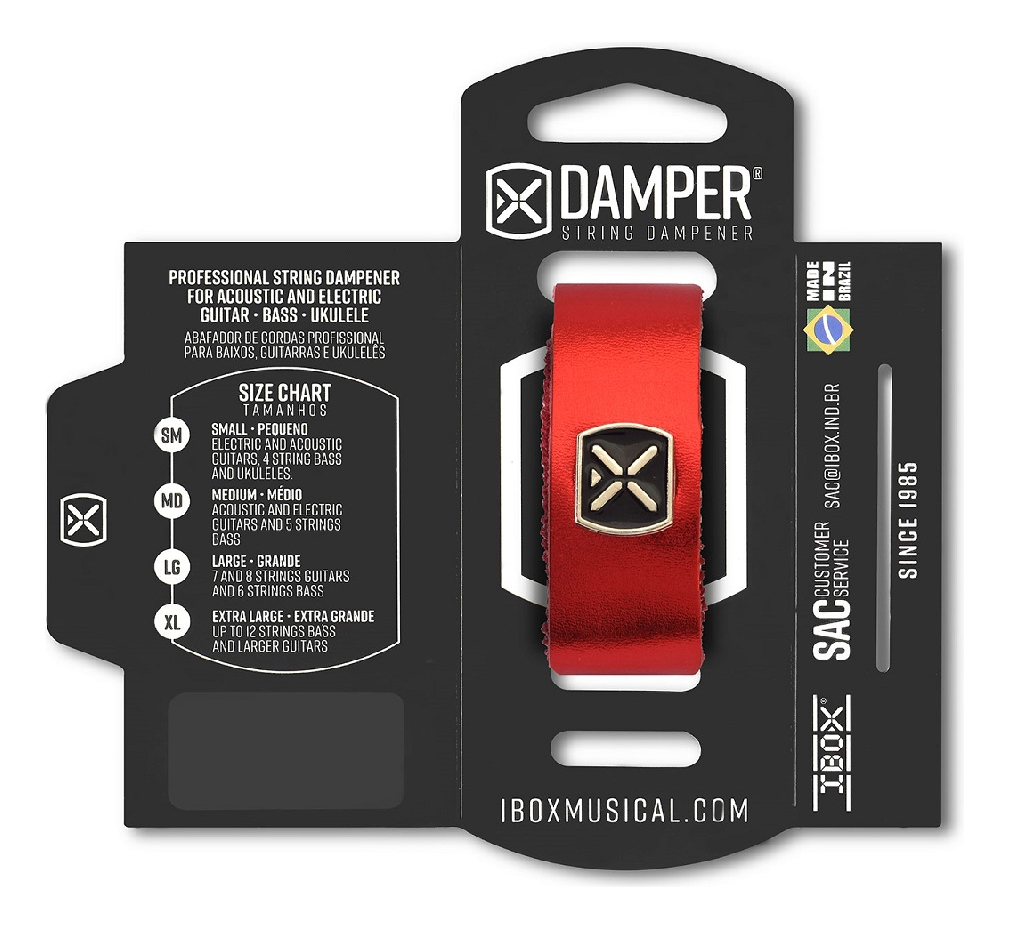 DAMPER®
STRING DAMPENER
PROFESSIONAL STRING DAMPENER
FOR ACOUSTIC AND ELECTRIC
GUITAR • BASS • UKULELE
ABAFADOR DE CORDAS PROFISSIONAL
PARA BAIXOS, GUITARRAS E UKULELÊS
SIZE CHART
TAMANHOS
SM
SMALL • PEQUENO
ELECTRIC AND ACOUSTIC
GUITARS, 4 STRING BASS
AND UKULELES.
MD
MEDIUM • MÉDIO
ACOUSTIC AND ELECTRIC
GUITARS AND 5 STRINGS
BASS
LG
LARGE • GRANDE
7 AND 8 STRINGS GUITARS
AND 6 STRINGS BASS
XL
EXTRA LARGE • EXTRA GRANDE
UP TO 12 STRINGS BASS
AND LARGER GUITARS
IBOXMUSICAL.COM
MADE
IN
BRAZIL
SAC@IBOX.IND.BR
SAC CUSTOMER
SERVICE
IBOX®
SINCE 1985